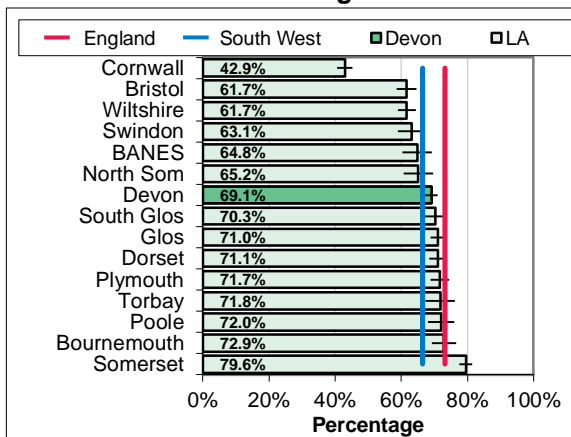 England South West Devon LA
Cornwall 42.9%
Bristol 61.7%
Wiltshire 61.7%
Swindon 63.1%
BANES 64.8%
North Som 65.2%
Devon 69.1%
South Glos 70.3%
Glos 71.0%
Dorset 71.1%
Plymouth 71.7%
Torbay 71.8%
Poole 72.0%
Bournemouth 72.9%
Somerset 79.6%
0% 20% 40% 60% 80% 100%
Percentage